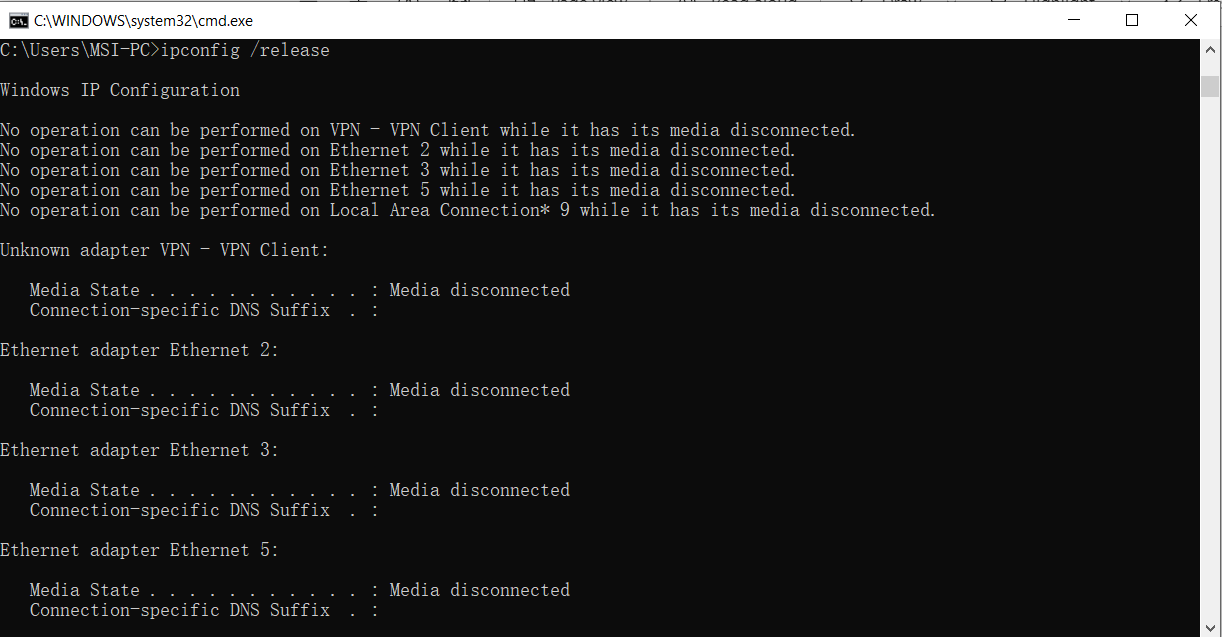 C:\WINDOWS\system32\cmd.exe
C:\Users\MSI-PC>ipconfig /release
Windows IP Configuration
No operation can be performed on VPN - VPN Client while it has its media disconnected.
No operation can be performed on Ethernet 2 while it has its media disconnected.
No operation can be performed on Ethernet 3 while it has its media disconnected.
No operation can be performed on Ethernet 5 while it has its media disconnected.
No operation can be performed on Local Area Connection* 9 while it has its media disconnected.
Unknown adapter VPN - VPN Client:
Media State . . . . . . . . . . . : Media disconnected
Connection-specific DNS Suffix  . :
Ethernet adapter Ethernet 2:
Media State . . . . . . . . . . . : Media disconnected
Connection-specific DNS Suffix  . :
Ethernet adapter Ethernet 3:
Media State . . . . . . . . . . . : Media disconnected
Connection-specific DNS Suffix  . :
Ethernet adapter Ethernet 5:
Media State . . . . . . . . . . . : Media disconnected
Connection-specific DNS Suffix  . :